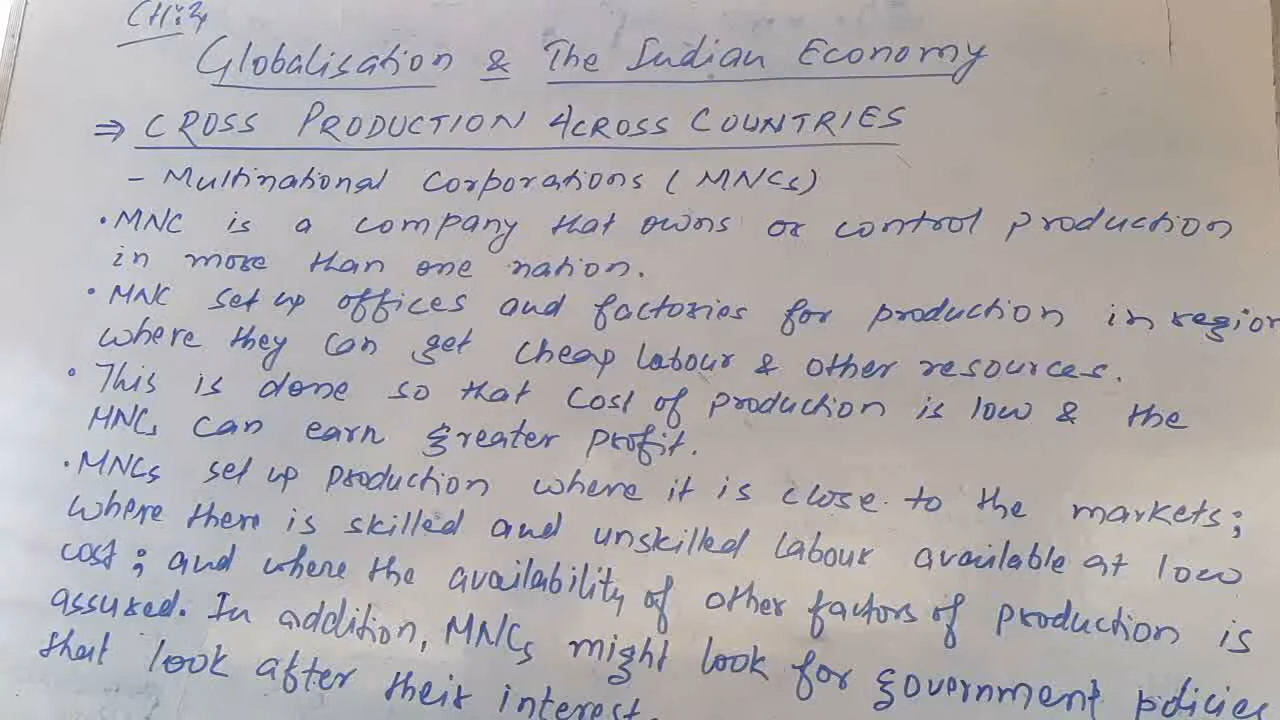 CH:4
Globalisation & The Indian Economy
⇒ CROSS PRODUCTION ACROSS COUNTRIES
- Multinational Corporations (MNCs)
• MNC is a company that owns or control production
in more than one nation.
• MNC set up offices and factories for production in region
where they can get cheap labour & other resources.
• This is done so that cost of production is low & the
MNCs can earn greater profit.
• MNCs set up production where it is close to the markets;
where there is skilled and unskilled labour available at low
cost; and where the availability of other factors of production is
assured. In addition, MNCs might look for government policies
that look after their interest.